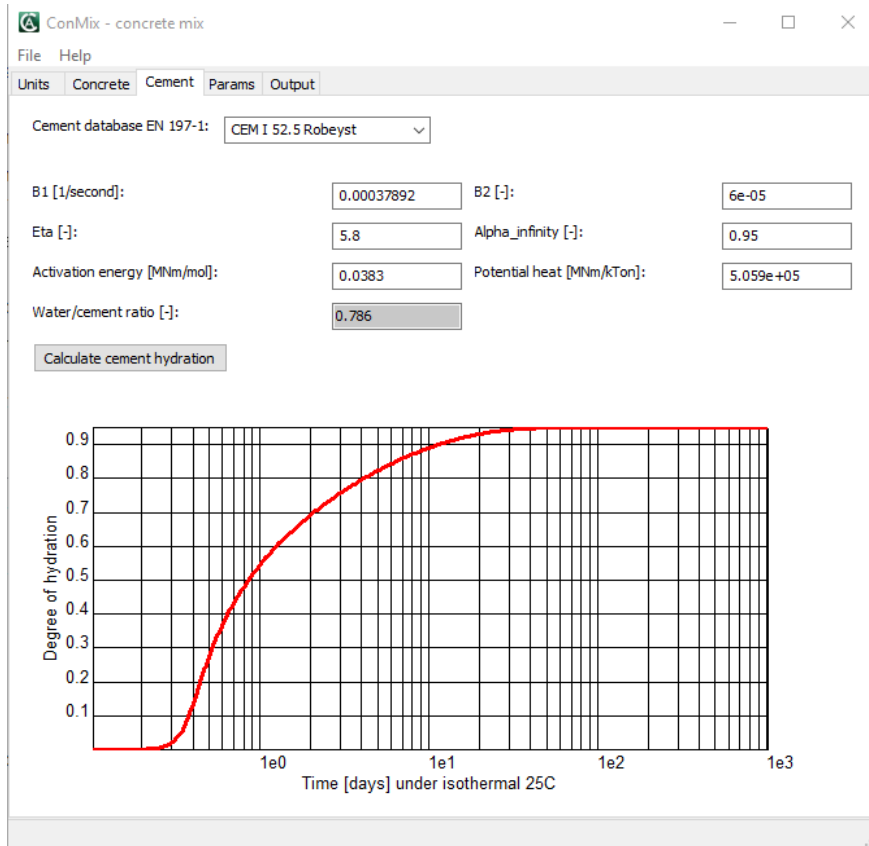 ConMix - concrete mix
File Help
Units Concrete Cement Params Output
Cement database EN 197-1: CEM I 52.5 Robeyst
B1 [1/second]: 0.00037892 B2 [-]: 6e-05
Eta [-]: 5.8 Alpha_infinity [-]: 0.95
Activation energy [MNm/mol]: 0.0383 Potential heat [MNm/kTon]: 5.059e+05
Water/cement ratio [-]: 0.786
Calculate cement hydration
Degree of hydration
0.9
0.8
0.7
0.6
0.5
0.4
0.3
0.2
0.1
1e0 1e1 1e2 1e3
Time [days] under isothermal 25C